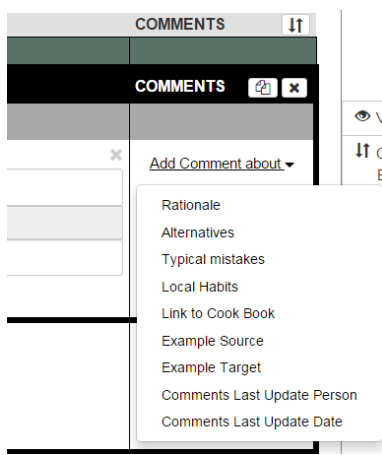 COMMENTS
COMMENTS
Add Comment about
Rationale
Alternatives
Typical mistakes
Local Habits
Link to Cook Book
Example Source
Example Target
Comments Last Update Person
Comments Last Update Date